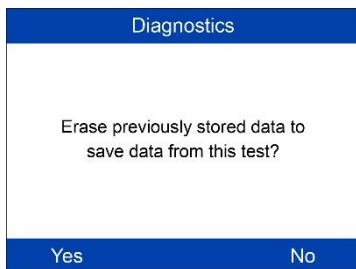 Diagnostics
Erase previously stored data to
save data from this test?
Yes No